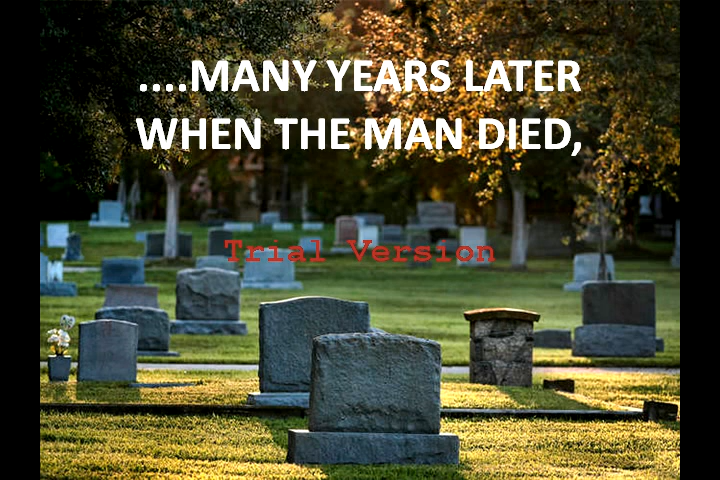 ....MANY YEARS LATER
WHEN THE MAN DIED,
Trial Version